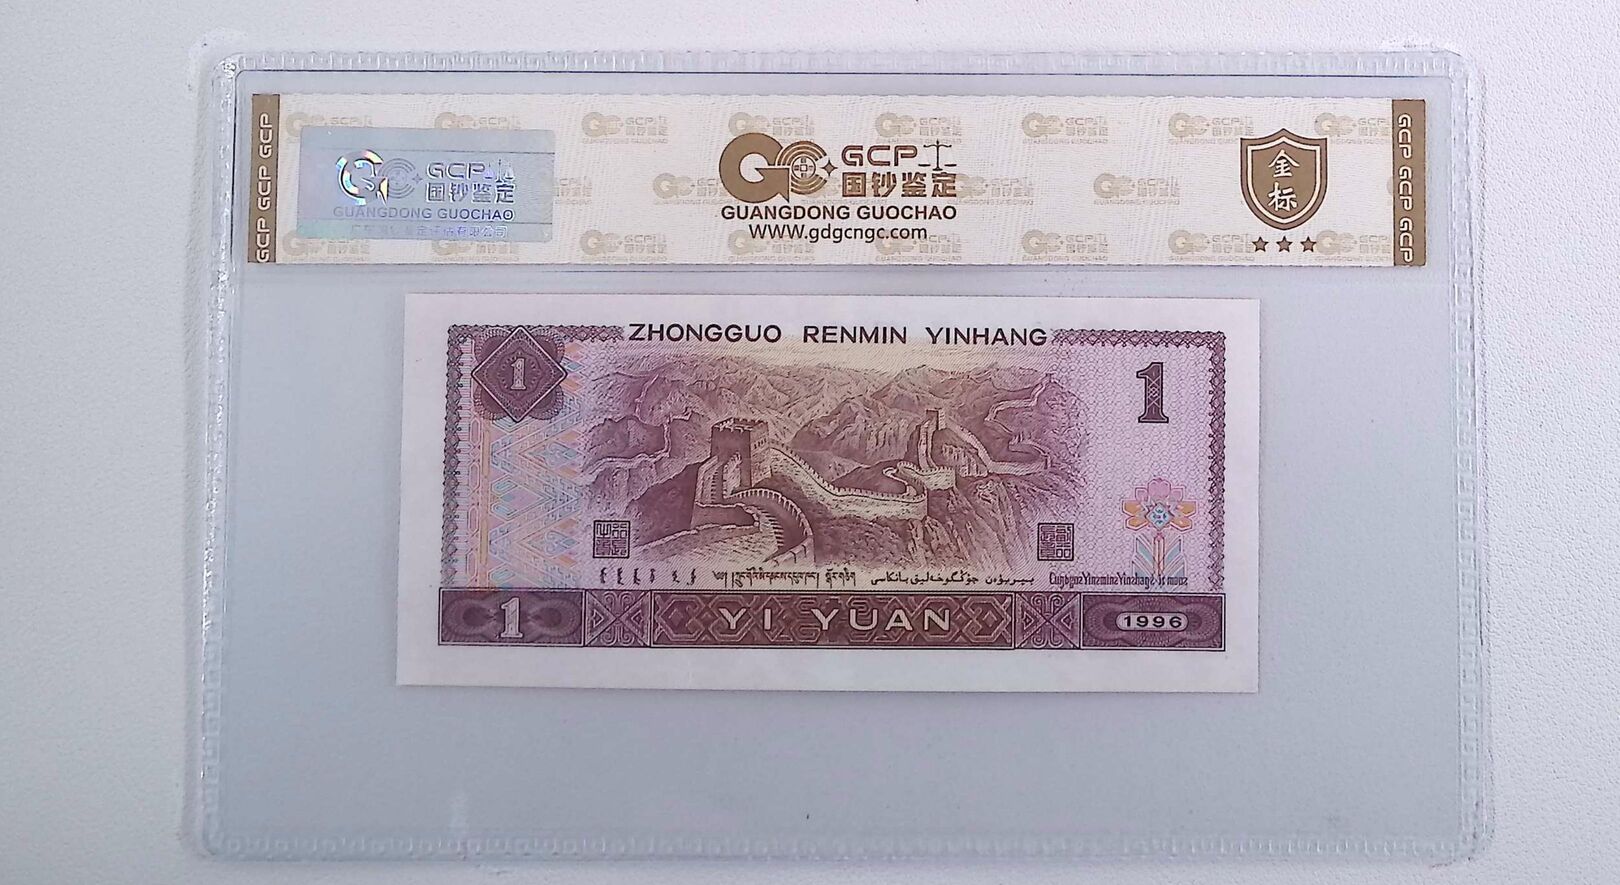 GCP GCP GCP
GCP
国钞鉴定
GUANGDONG GUOCHAO
GCP
国钞鉴定
GUANGDONG GUOCHAO
www.gdgcngc.com
金
标
GCP GCP GCP
ZHONGGUO RENMIN YINHANG
1
1
1 YI YUAN 1996